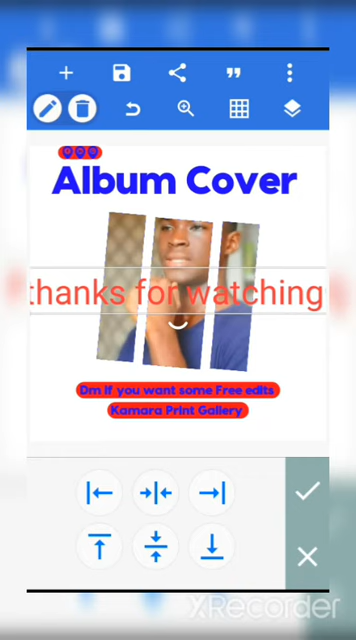 Album Cover
thanks for watching
Dm if you want some Free edits
Kamara Print Gallery
XRecorder